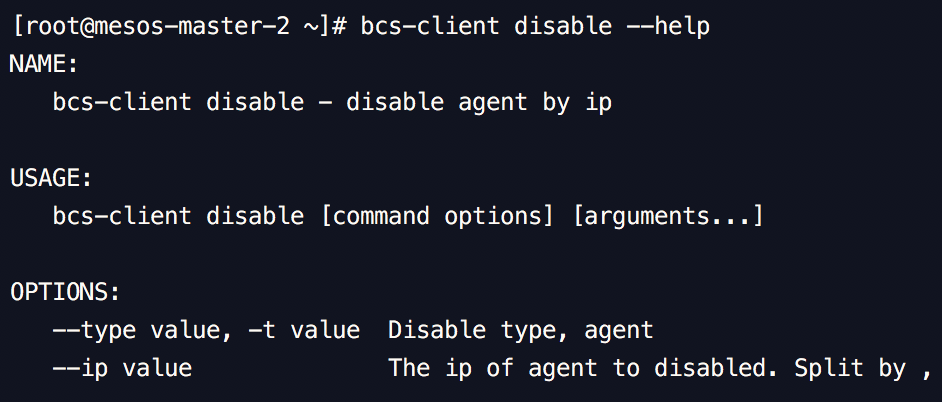 [root@mesos-master-2 ~]# bcs-client disable --help
NAME:
   bcs-client disable - disable agent by ip

USAGE:
   bcs-client disable [command options] [arguments...]

OPTIONS:
   --type value, -t value  Disable type, agent
   --ip value              The ip of agent to disabled. Split by ,